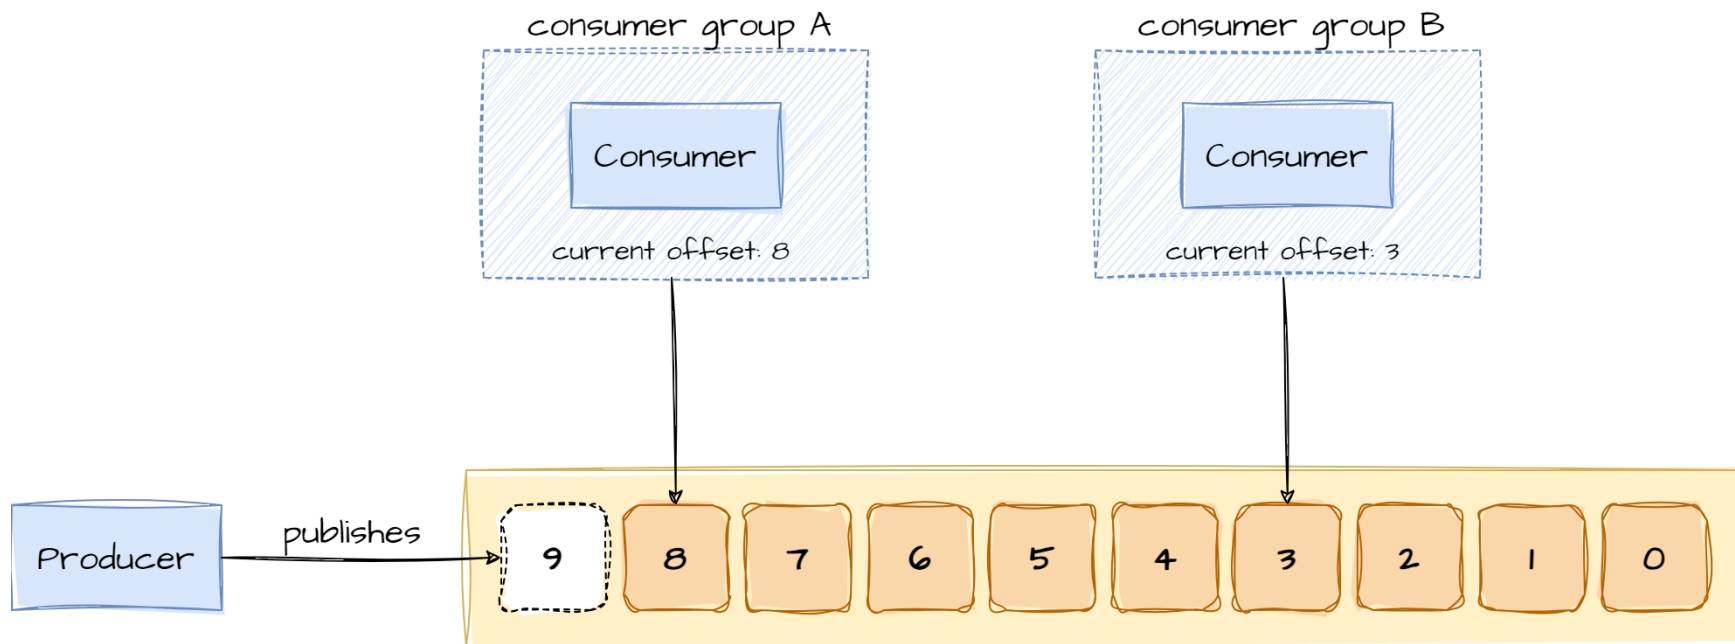 consumer group A
consumer group B
Consumer
Consumer
current offset: 8
current offset: 3
publishes
Producer
9 8 7 6 5 4 3 2 1 0